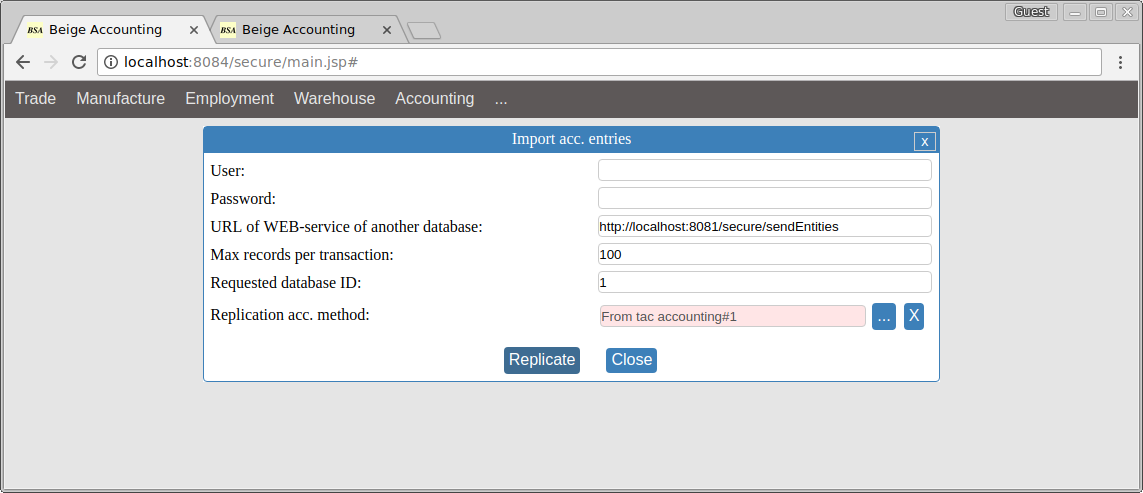 Guest
BSA Beige Accounting
BSA Beige Accounting
localhost:8084/secure/main.jsp#
Trade Manufacture Employment Warehouse Accounting ...
Import acc. entries x
User:
Password:
URL of WEB-service of another database: http://localhost:8081/secure/sendEntities
Max records per transaction: 100
Requested database ID: 1
Replication acc. method: From tac accounting#1 ... X
Replicate Close